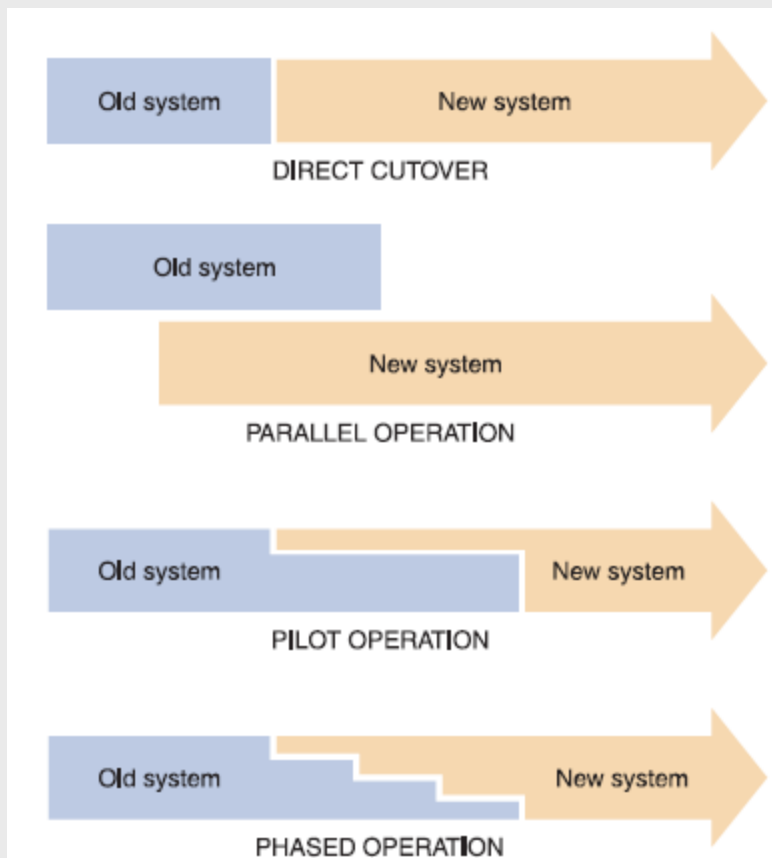 Old system New system
DIRECT CUTOVER
Old system
New system
PARALLEL OPERATION
Old system New system
PILOT OPERATION
Old system New system
PHASED OPERATION